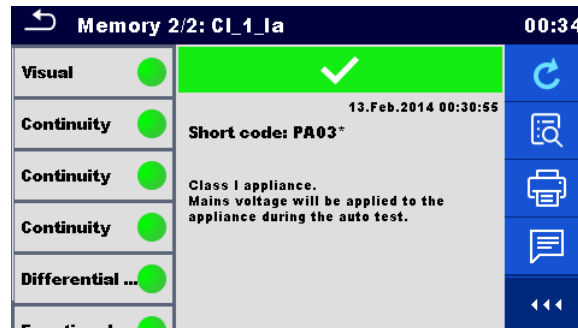 Memory 2/2: CI_1_Ia
00:34
Visual
Continuity
Continuity
Continuity
Differential ...
13.Feb.2014 00:30:55
Short code: PA03*
Class I appliance.
Mains voltage will be applied to the
appliance during the auto test.